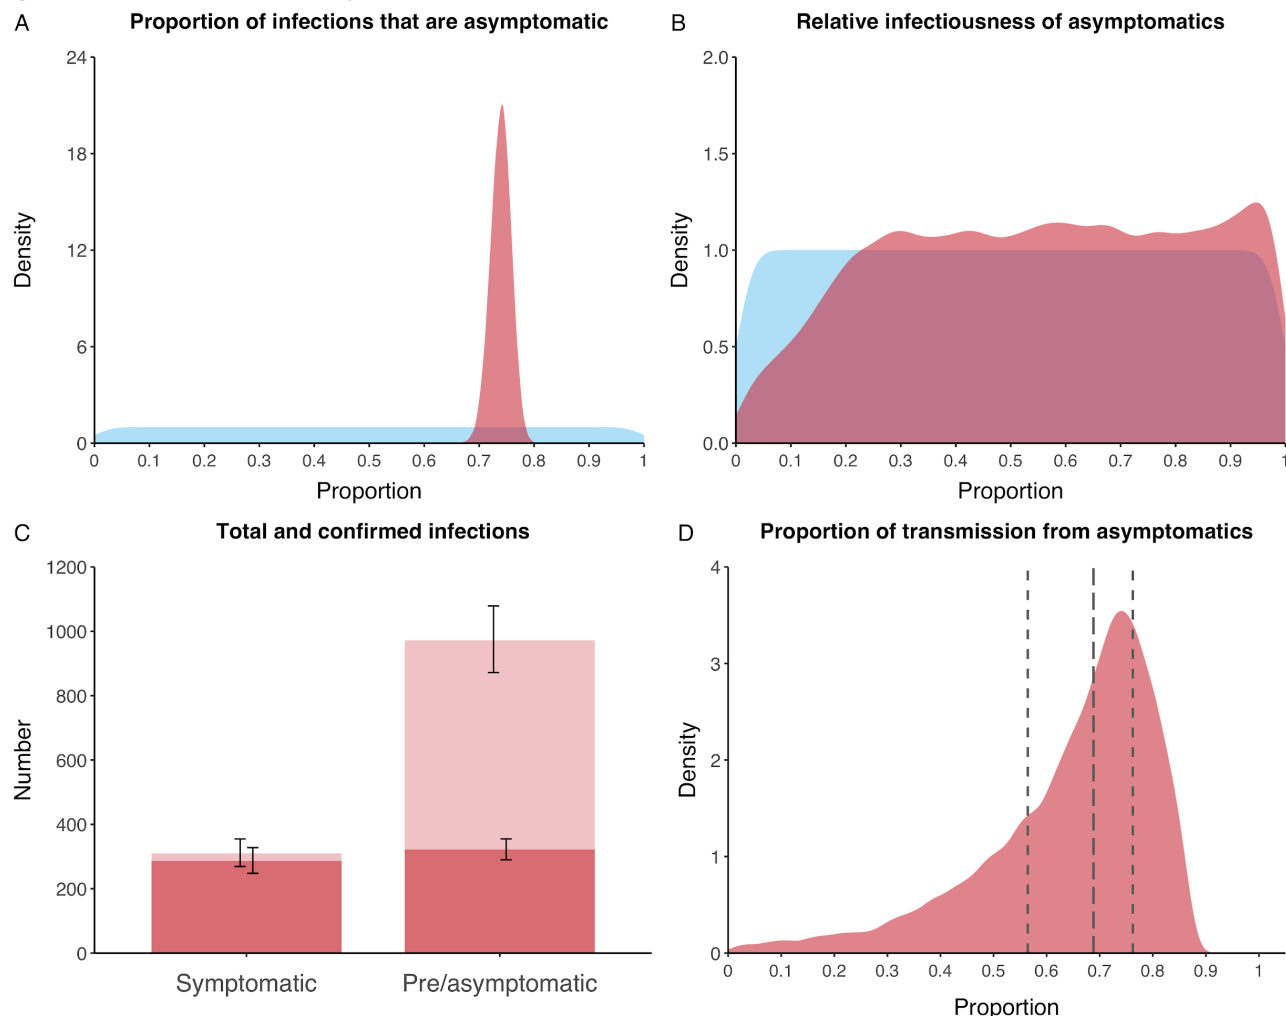 A Proportion of infections that are asymptomatic
24
18
12
6
0
Density
0 0.1 0.2 0.3 0.4 0.5 0.6 0.7 0.8 0.9 1
Proportion
B Relative infectiousness of asymptomatics
2.0
1.5
1.0
0.5
0.0
Density
0 0.1 0.2 0.3 0.4 0.5 0.6 0.7 0.8 0.9 1
Proportion
C Total and confirmed infections
1200
1000
800
600
400
200
0
Number
Symptomatic Pre/asymptomatic
D Proportion of transmission from asymptomatics
4
3
2
1
0
Density
0 0.1 0.2 0.3 0.4 0.5 0.6 0.7 0.8 0.9 1
Proportion